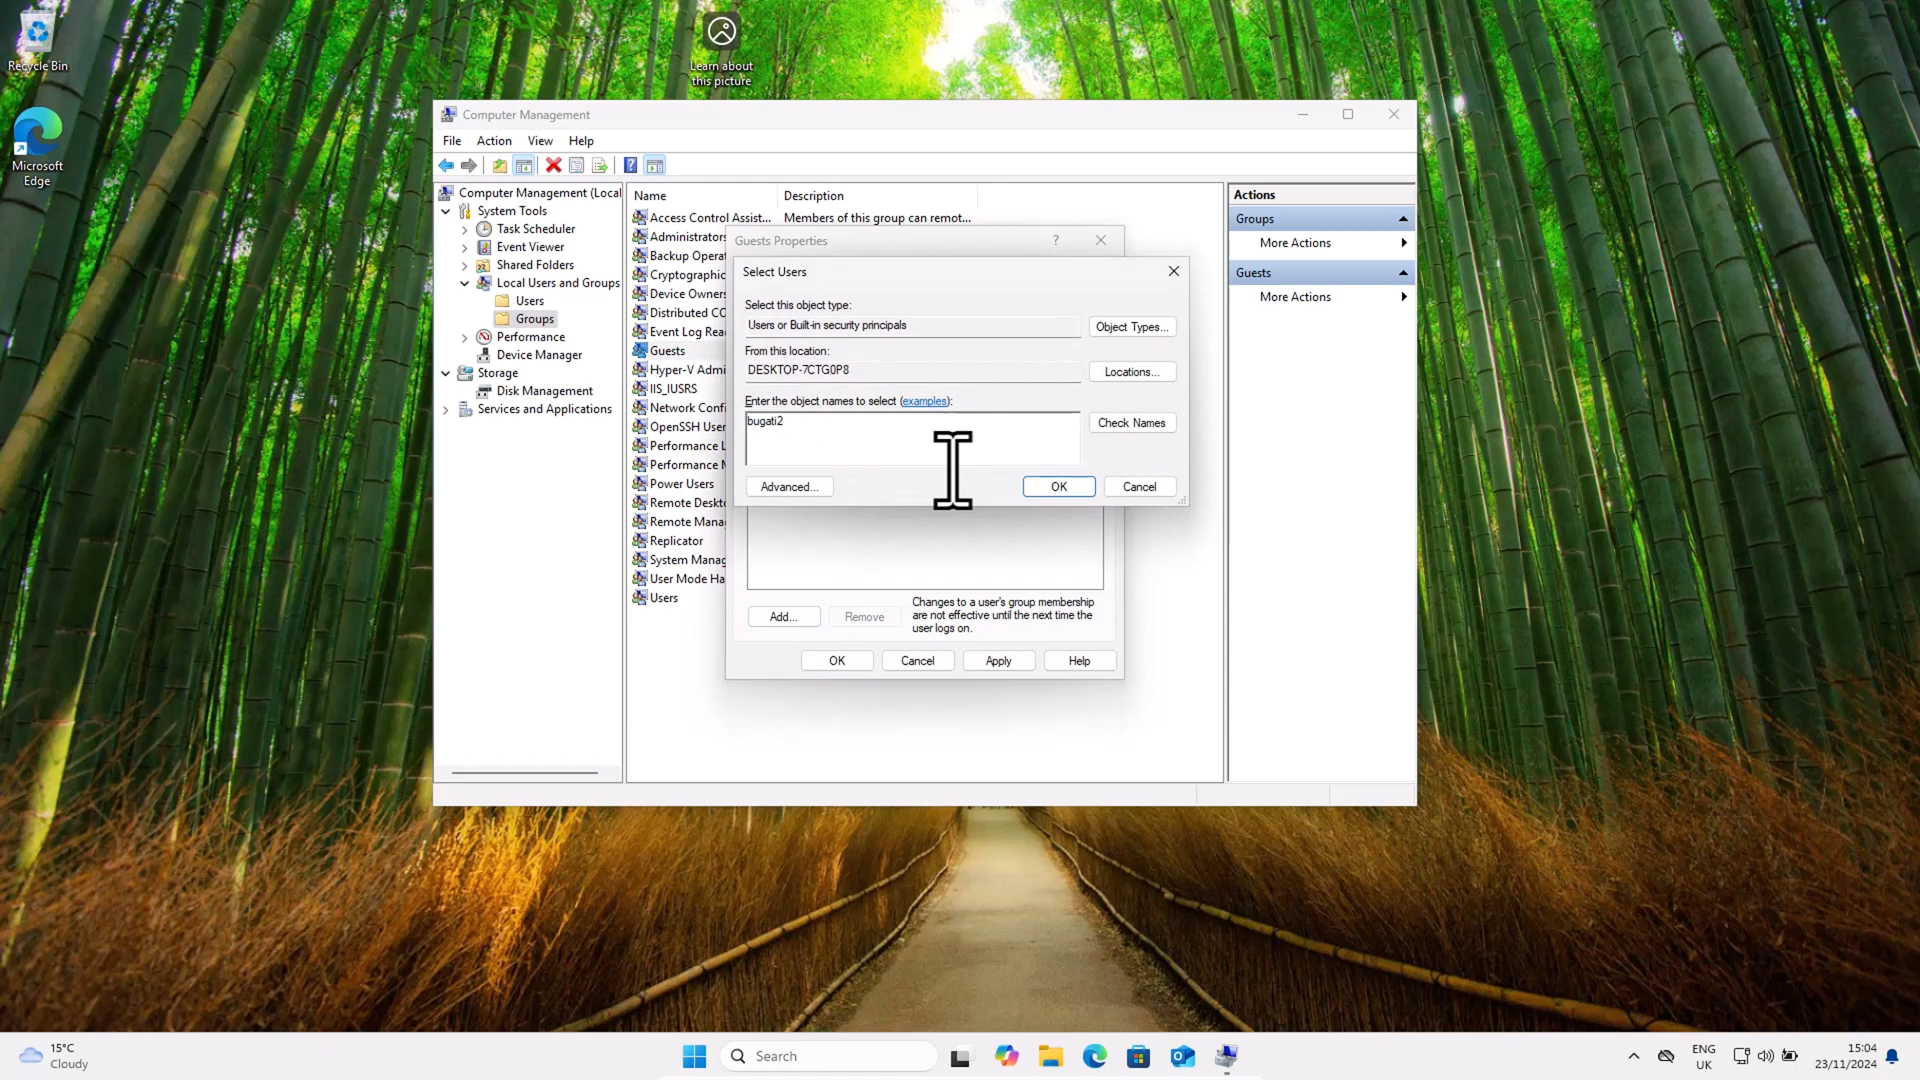 Recycle Bin
Learn about
this picture
Microsoft
Edge
Computer Management
File Action View Help
Computer Management (Local
System Tools
Task Scheduler
Event Viewer
Shared Folders
Local Users and Groups
Users
Groups
Performance
Device Manager
Storage
Disk Management
Services and Applications
Name Description
Access Control Assist... Members of this group can remot...
Administrators
Backup Operat
Cryptographic
Device Owners
Distributed CO
Event Log Rea
Guests
Hyper-V Admi
IIS_IUSRS
Network Confi
OpenSSH User
Performance L
Performance M
Power Users
Remote Deskto
Remote Mana
Replicator
System Manag
User Mode Ha
Users
Guests Properties ?
Select Users
Select this object type:
Users or Built-in security principals
Object Types...
From this location:
DESKTOP-7CTG0P8
Locations...
Enter the object names to select (examples):
bugati2
Check Names
Advanced... OK Cancel
Add... Remove
Changes to a user's group membership
are not effective until the next time the
user logs on.
OK Cancel Apply Help
Actions
Groups
More Actions
Guests
More Actions
15°C
Cloudy
Search
ENG
UK
15:04
23/11/2024